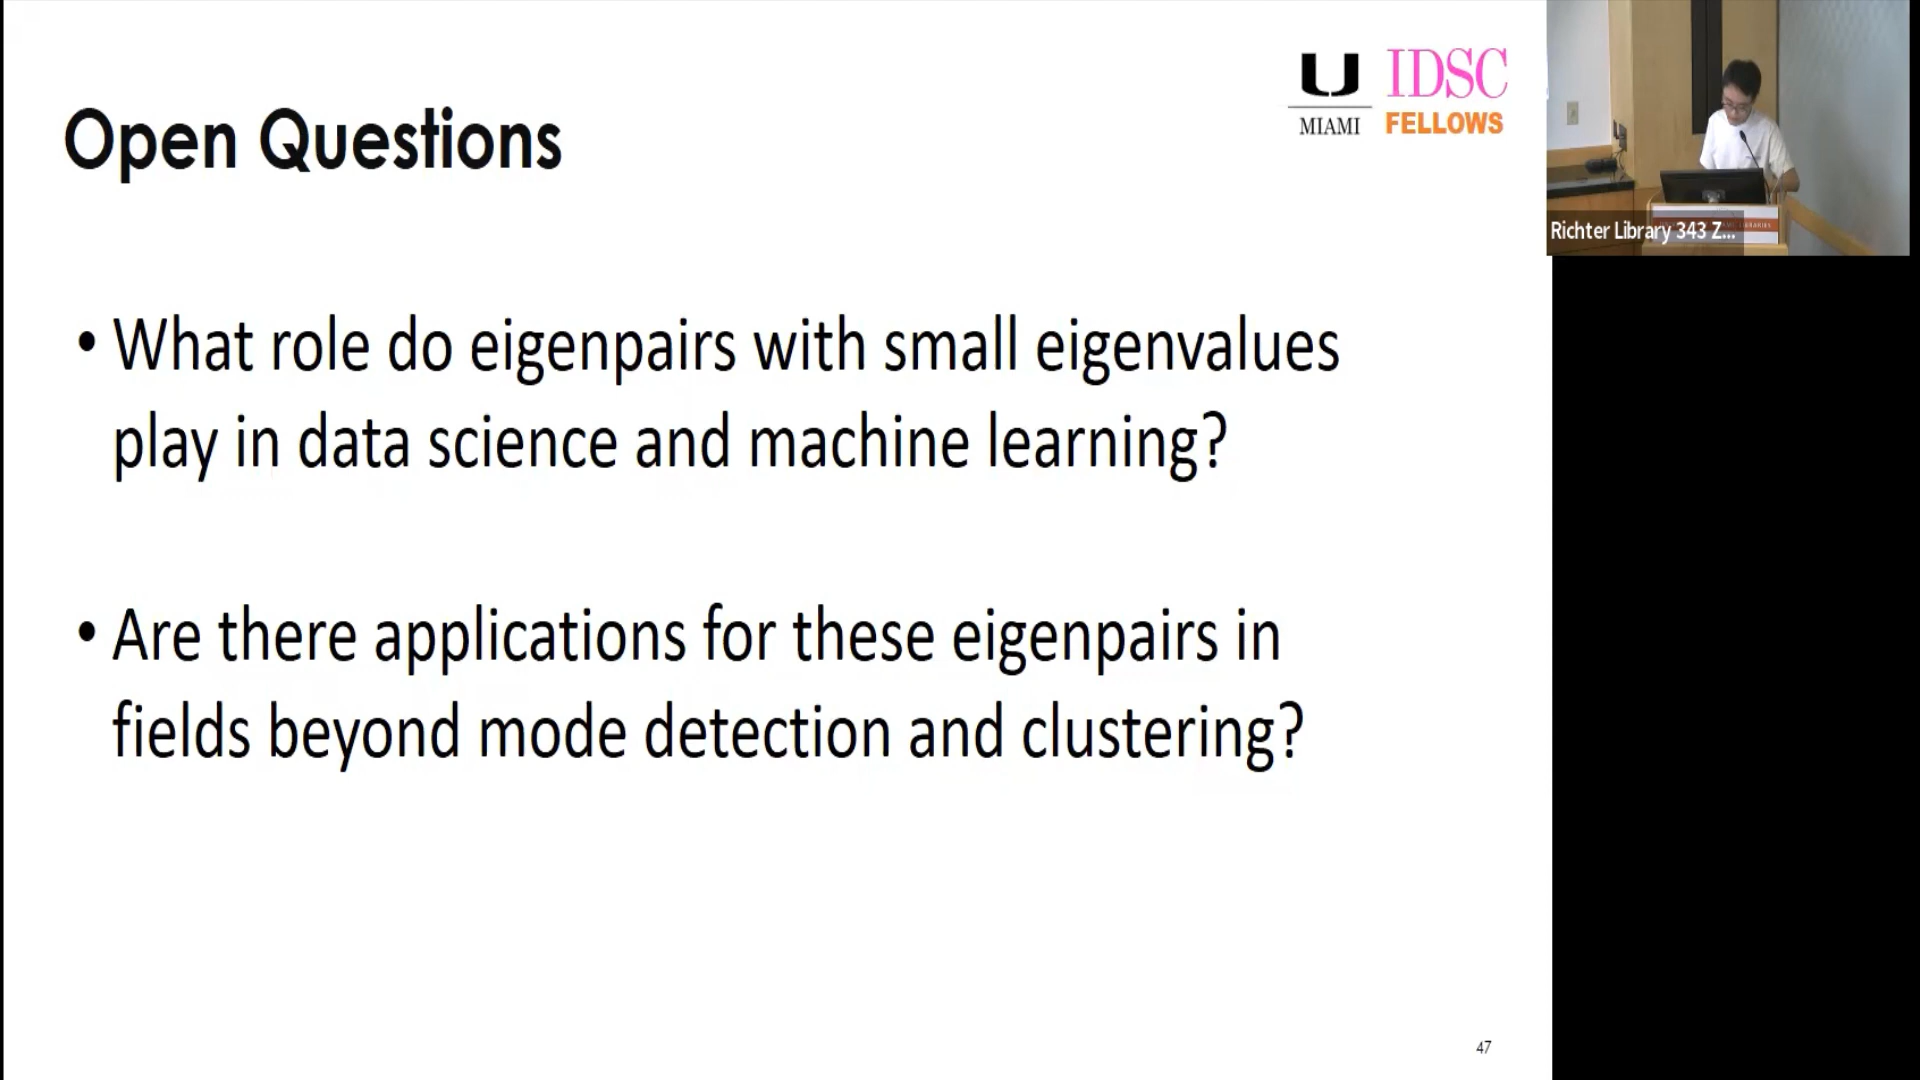 Open Questions
U
MIAMI
IDSC
FELLOWS
• What role do eigenpairs with small eigenvalues
play in data science and machine learning?
• Are there applications for these eigenpairs in
fields beyond mode detection and clustering?
47
Richter Library 343 Z...